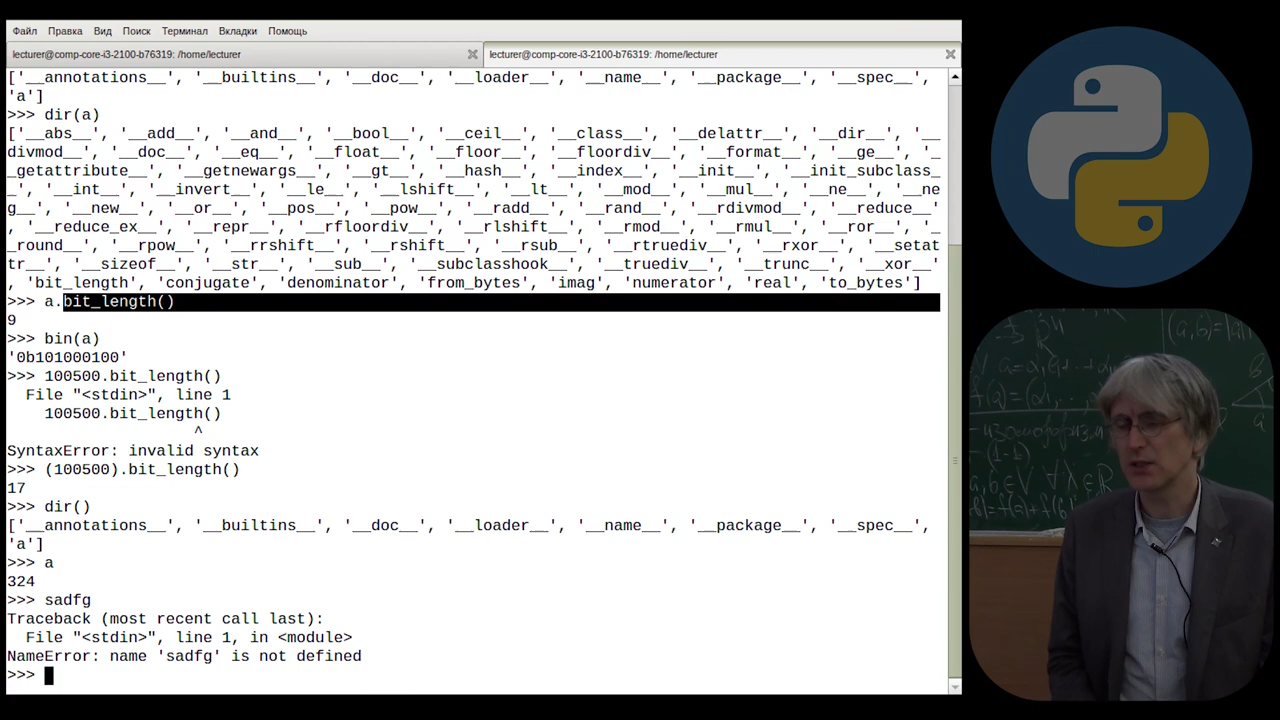 Файл Правка Вид Поиск Терминал Вкладки Помощь
lecturer@comp-core-i3-2100-b76319: /home/lecturer lecturer@comp-core-i3-2100-b76319: /home/lecturer
['__annotations__', '__builtins__', '__doc__', '__loader__', '__name__', '__package__', '__spec__',
'a']
>>> dir(a)
['__abs__', '__add__', '__and__', '__bool__', '__ceil__', '__class__', '__delattr__', '__dir__', '__
divmod__', '__doc__', '__eq__', '__float__', '__floor__', '__floordiv__', '__format__', '__ge__', '_
_getattribute__', '__getnewargs__', '__gt__', '__hash__', '__index__', '__init__', '__init_subclass_
_', '__int__', '__invert__', '__le__', '__lshift__', '__lt__', '__mod__', '__mul__', '__ne__', '__ne
g__', '__new__', '__or__', '__pos__', '__pow__', '__radd__', '__rand__', '__rdivmod__', '__reduce__'
, '__reduce_ex__', '__repr__', '__rfloordiv__', '__rlshift__', '__rmod__', '__rmul__', '__ror__', '_
_round__', '__rpow__', '__rrshift__', '__rshift__', '__rsub__', '__rtruediv__', '__rxor__', '__setat
tr__', '__sizeof__', '__str__', '__sub__', '__subclasshook__', '__truediv__', '__trunc__', '__xor__'
, 'bit_length', 'conjugate', 'denominator', 'from_bytes', 'imag', 'numerator', 'real', 'to_bytes']
>>> a.bit_length()
9
>>> bin(a)
'0b101000100'
>>> 100500.bit_length()
File "<stdin>", line 1
100500.bit_length()
^
SyntaxError: invalid syntax
>>> (100500).bit_length()
17
>>> dir()
['__annotations__', '__builtins__', '__doc__', '__loader__', '__name__', '__package__', '__spec__',
'a']
>>> a
324
>>> sadfg
Traceback (most recent call last):
File "<stdin>", line 1, in <module>
NameError: name 'sadfg' is not defined
>>>